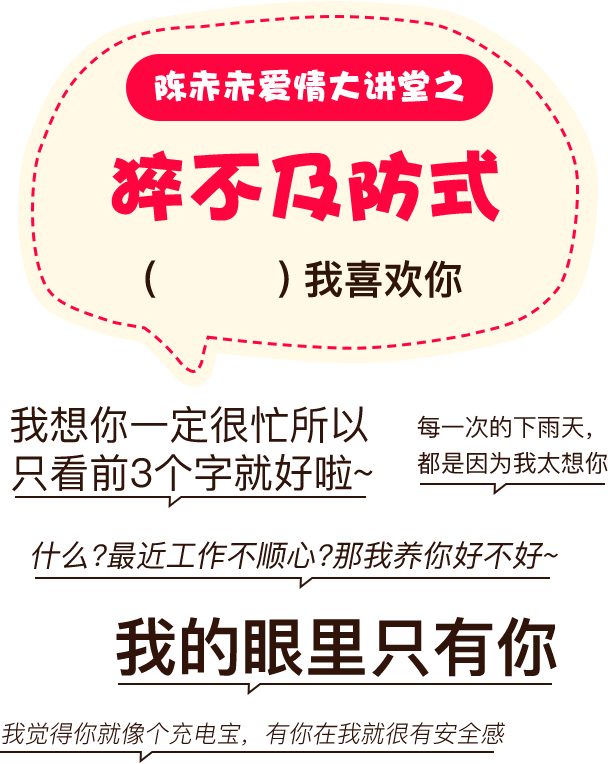 陈赤赤爱情大讲堂之
猝不及防式
（　　　）我喜欢你
我想你一定很忙所以
只看前3个字就好啦~
每一次的下雨天，
都是因为我太想你
什么?最近工作不顺心?那我养你好不好~
我的眼里只有你
我觉得你就像个充电宝，有你在我就很有安全感